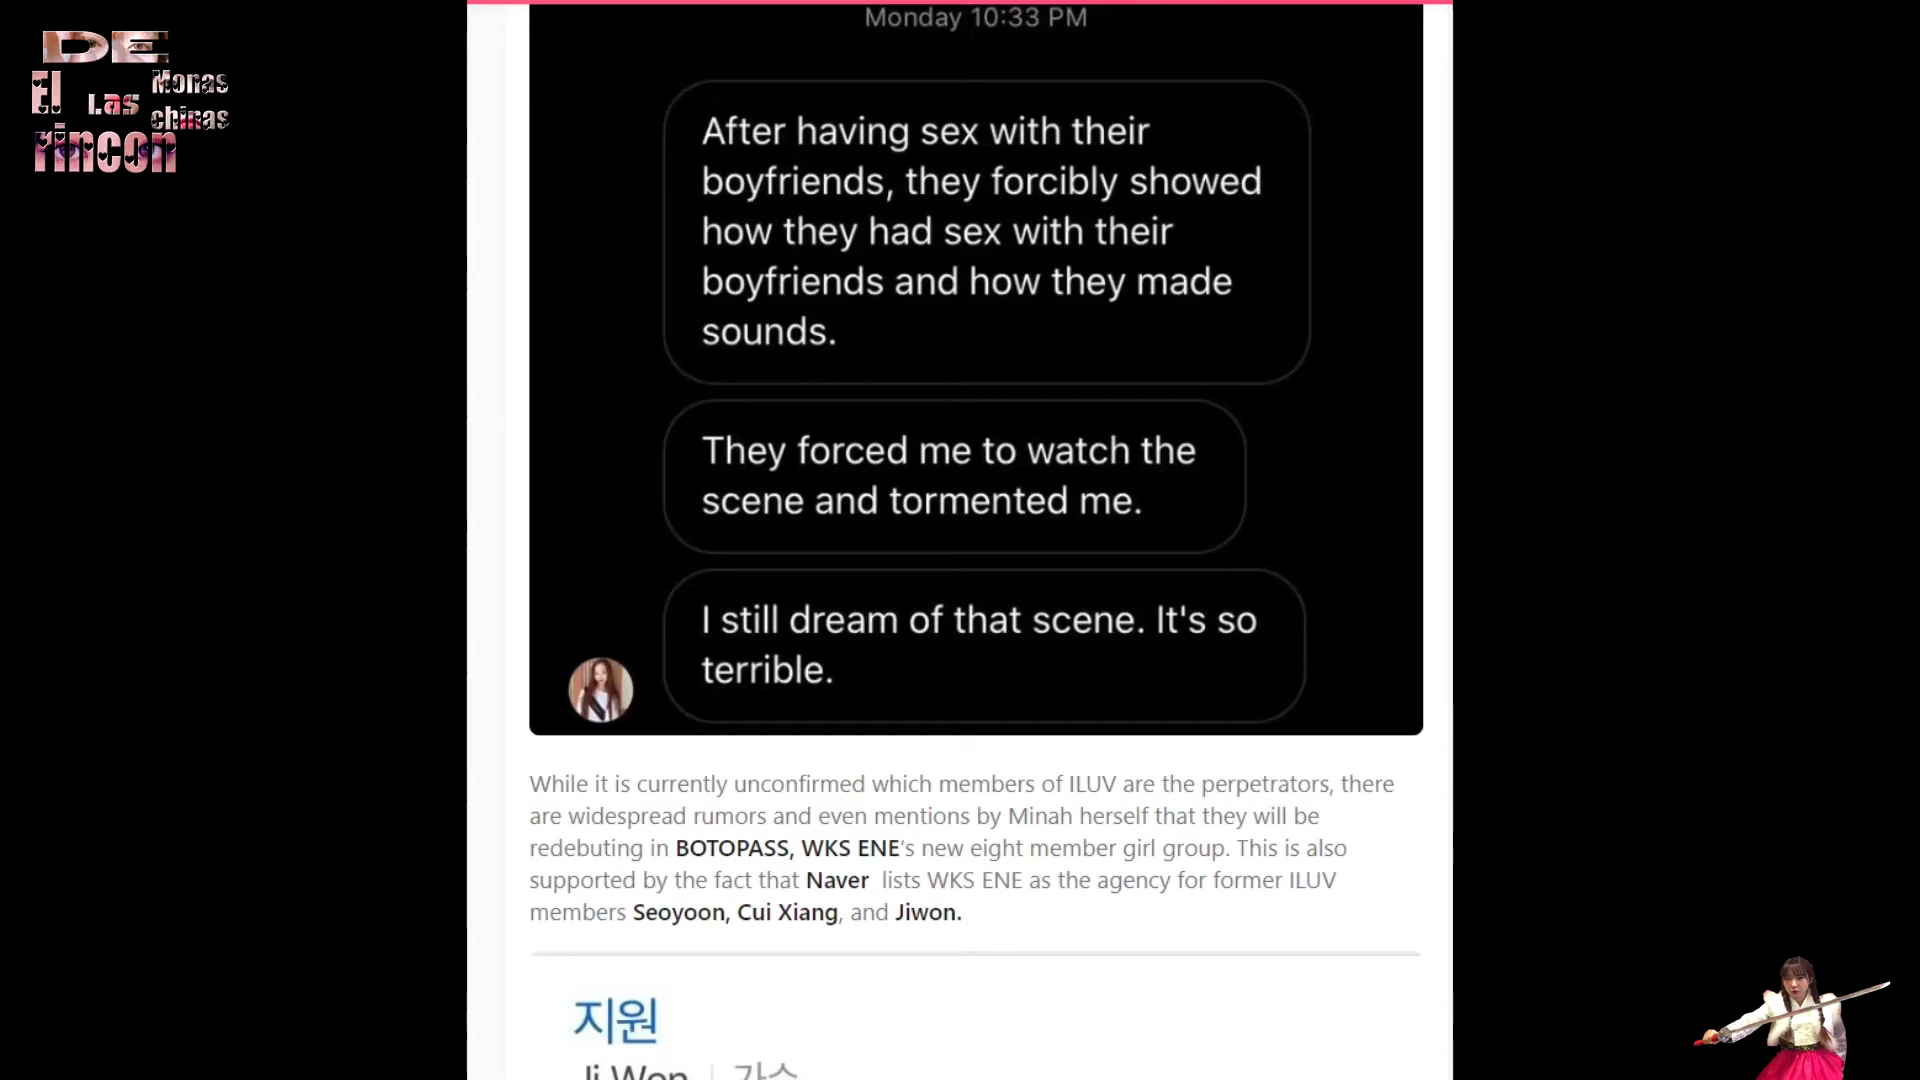 DE
El
Las
Monas
chinas
rincon
Monday 10:33 PM
After having sex with their
boyfriends, they forcibly showed
how they had sex with their
boyfriends and how they made
sounds.
They forced me to watch the
scene and tormented me.
I still dream of that scene. It's so
terrible.
While it is currently unconfirmed which members of ILUV are the perpetrators, there
are widespread rumors and even mentions by Minah herself that they will be
redebuting in BOTOPASS, WKS ENE's new eight member girl group. This is also
supported by the fact that Naver lists WKS ENE as the agency for former ILUV
members Seoyoon, Cui Xiang, and Jiwon.
지원
Ji Won | 가수